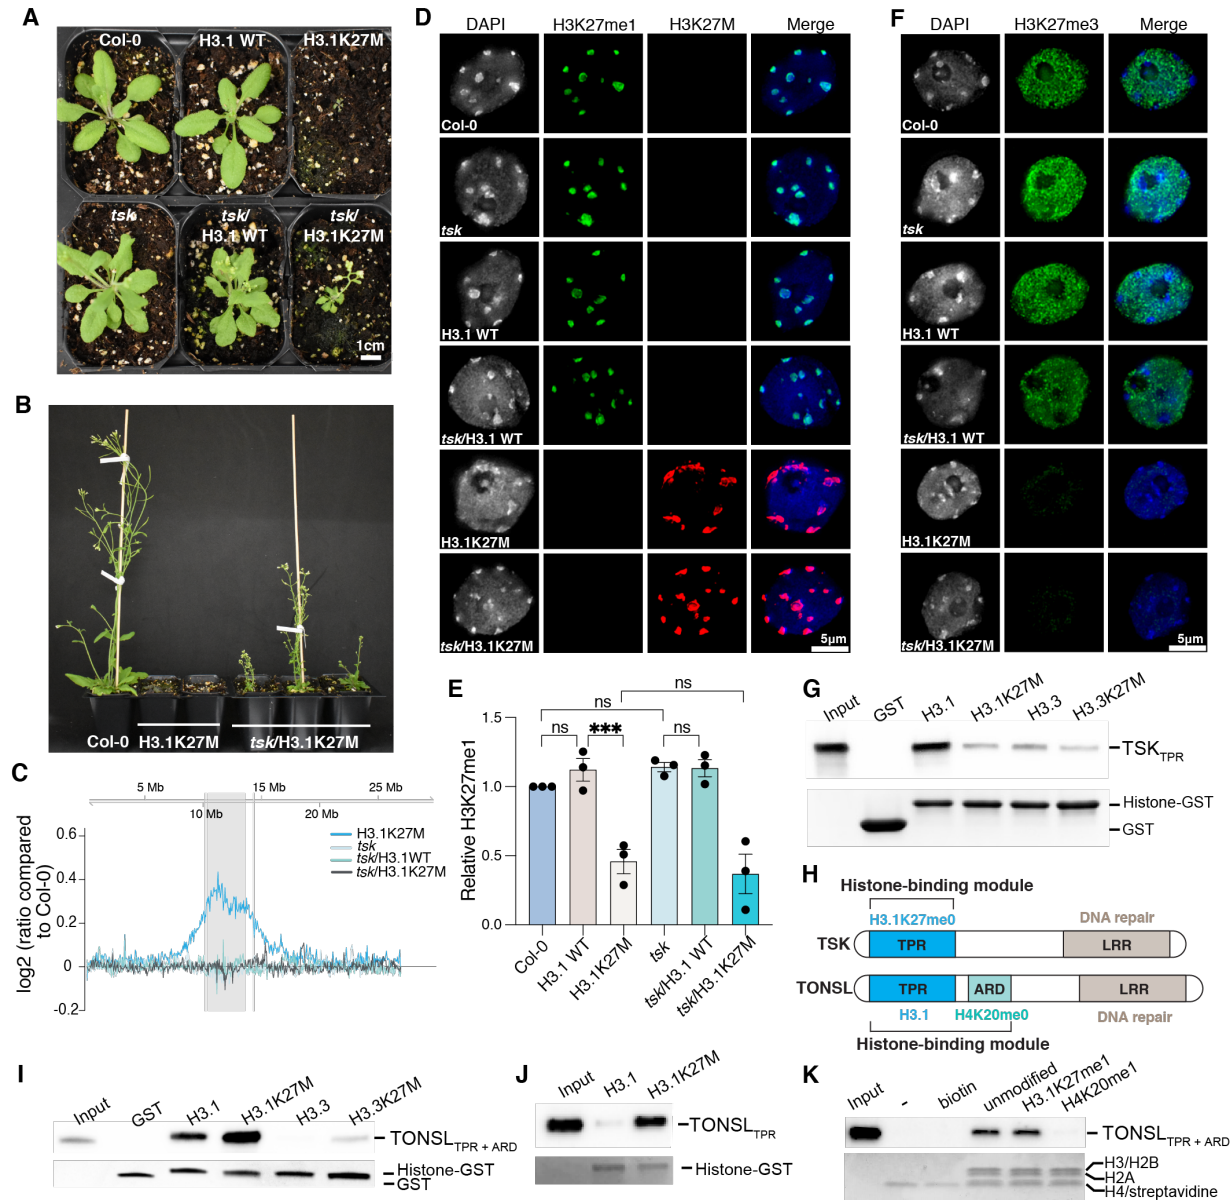 A
Col-0
H3.1 WT
H3.1K27M
tsk
tsk/
H3.1 WT
tsk/
H3.1K27M
1cm
B
Col-0
H3.1K27M
tsk/H3.1K27M
C
5 Mb
15 Mb
25 Mb
10 Mb
20 Mb
log2 (ratio compared
to Col-0)
0.6
0.4
0.2
0
-0.2
H3.1K27M
tsk
tsk/H3.1WT
tsk/H3.1K27M
D
DAPI
H3K27me1
H3K27M
Merge
Col-0
tsk
H3.1 WT
tsk/H3.1 WT
H3.1K27M
tsk/H3.1K27M
5µm
E
Relative H3K27me1
1.5
1.0
0.5
0.0
ns
ns
ns
***
ns
Col-0
H3.1 WT
H3.1K27M
tsk
tsk/H3.1 WT
tsk/H3.1K27M
F
DAPI
H3K27me3
Merge
Col-0
tsk
H3.1 WT
tsk/H3.1 WT
H3.1K27M
tsk/H3.1K27M
5µm
G
Input
GST
H3.1
H3.1K27M
H3.3
H3.3K27M
TSKTPR
Histone-GST
GST
H
Histone-binding module
H3.1K27me0
DNA repair
TSK
TPR
LRR
TONSL
TPR
ARD
LRR
H3.1
H4K20me0
DNA repair
Histone-binding module
I
Input
GST
H3.1
H3.1K27M
H3.3
H3.3K27M
TONSLTPR + ARD
Histone-GST
GST
J
Input
H3.1
H3.1K27M
TONSLTPR
Histone-GST
K
Input
-
biotin
unmodified
H3.1K27me1
H4K20me1
TONSLTPR + ARD
H3/H2B
H2A
H4/streptavidine